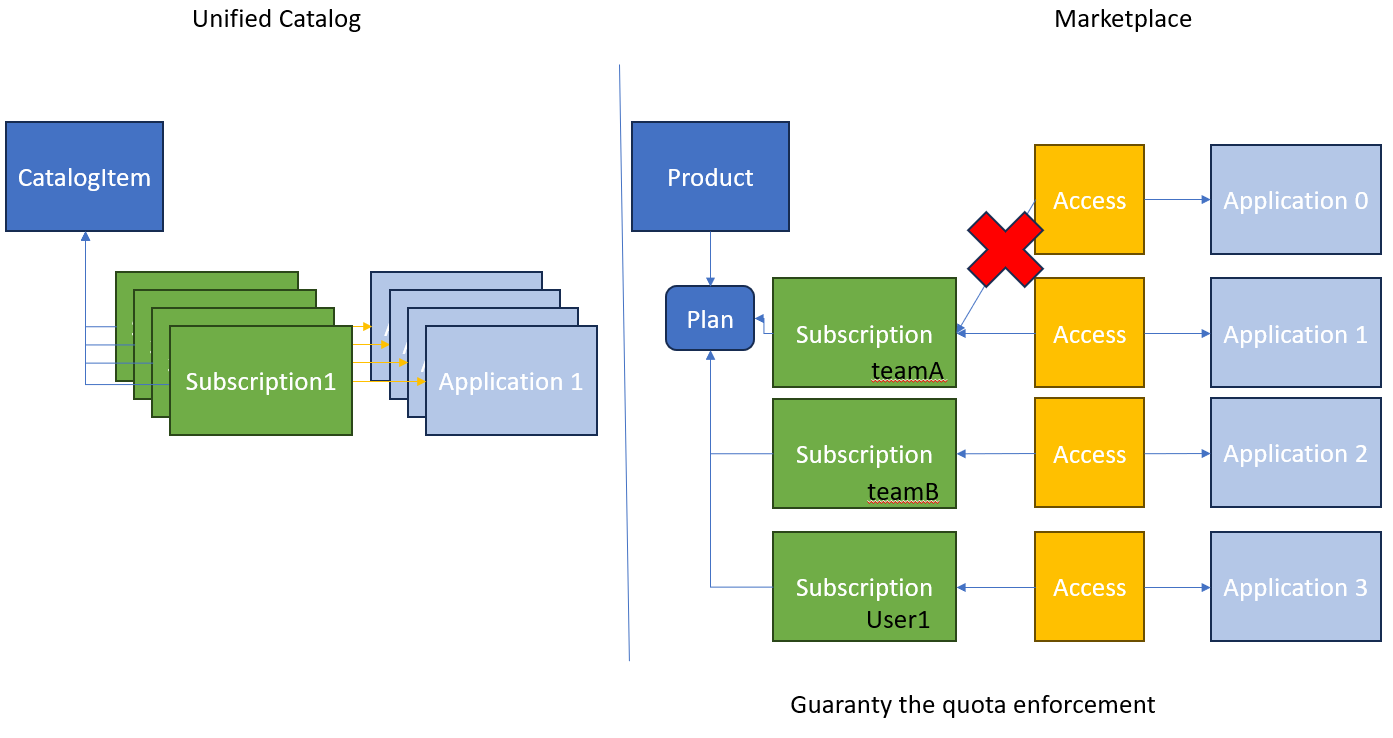 Unified Catalog
Marketplace
CatalogItem
Subscription1
Application 1
Product
Plan
Access
Application 0
Subscription
teamA
Access
Application 1
Subscription
teamB
Access
Application 2
Subscription
User1
Access
Application 3
Guaranty the quota enforcement